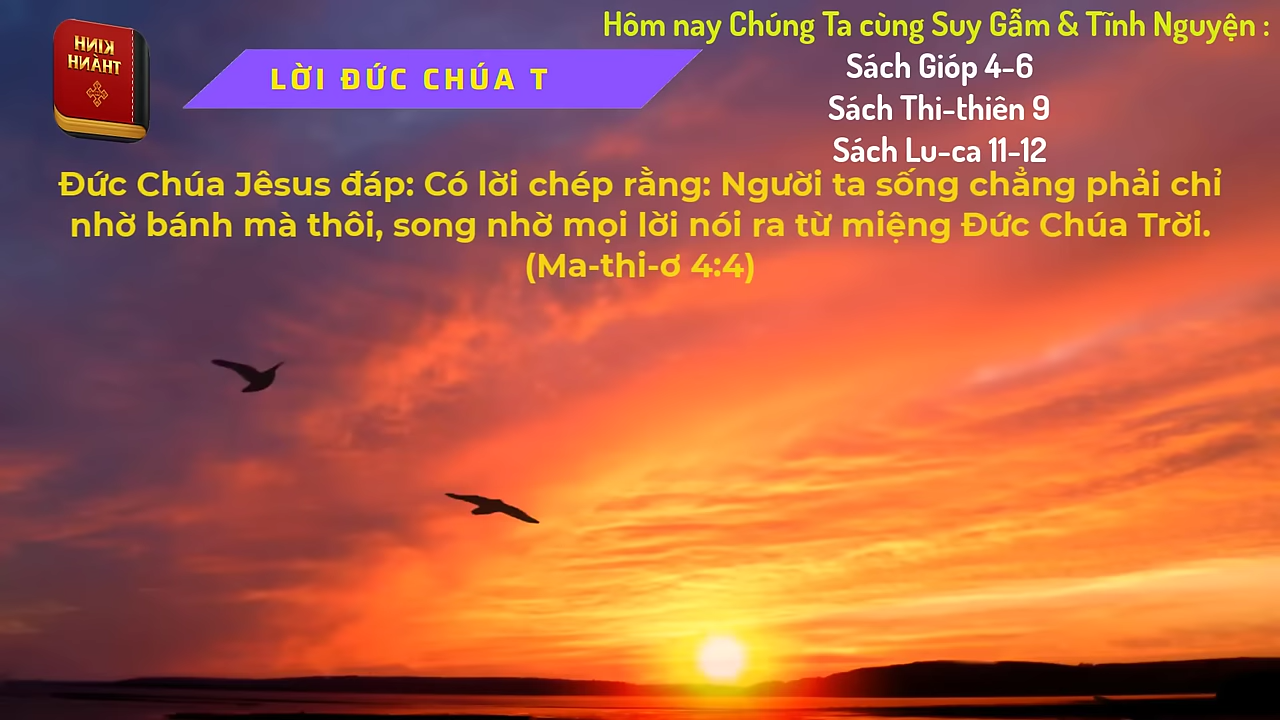 KINH
THÁNH
LỜI ĐỨC CHÚA T
Hôm nay Chúng Ta cùng Suy Gẫm & Tĩnh Nguyện :
Sách Gióp 4-6
Sách Thi-thiên 9
Sách Lu-ca 11-12
Đức Chúa Jêsus đáp: Có lời chép rằng: Người ta sống chẳng phải chỉ
nhờ bánh mà thôi, song nhờ mọi lời nói ra từ miệng Đức Chúa Trời.
(Ma-thi-ơ 4:4)